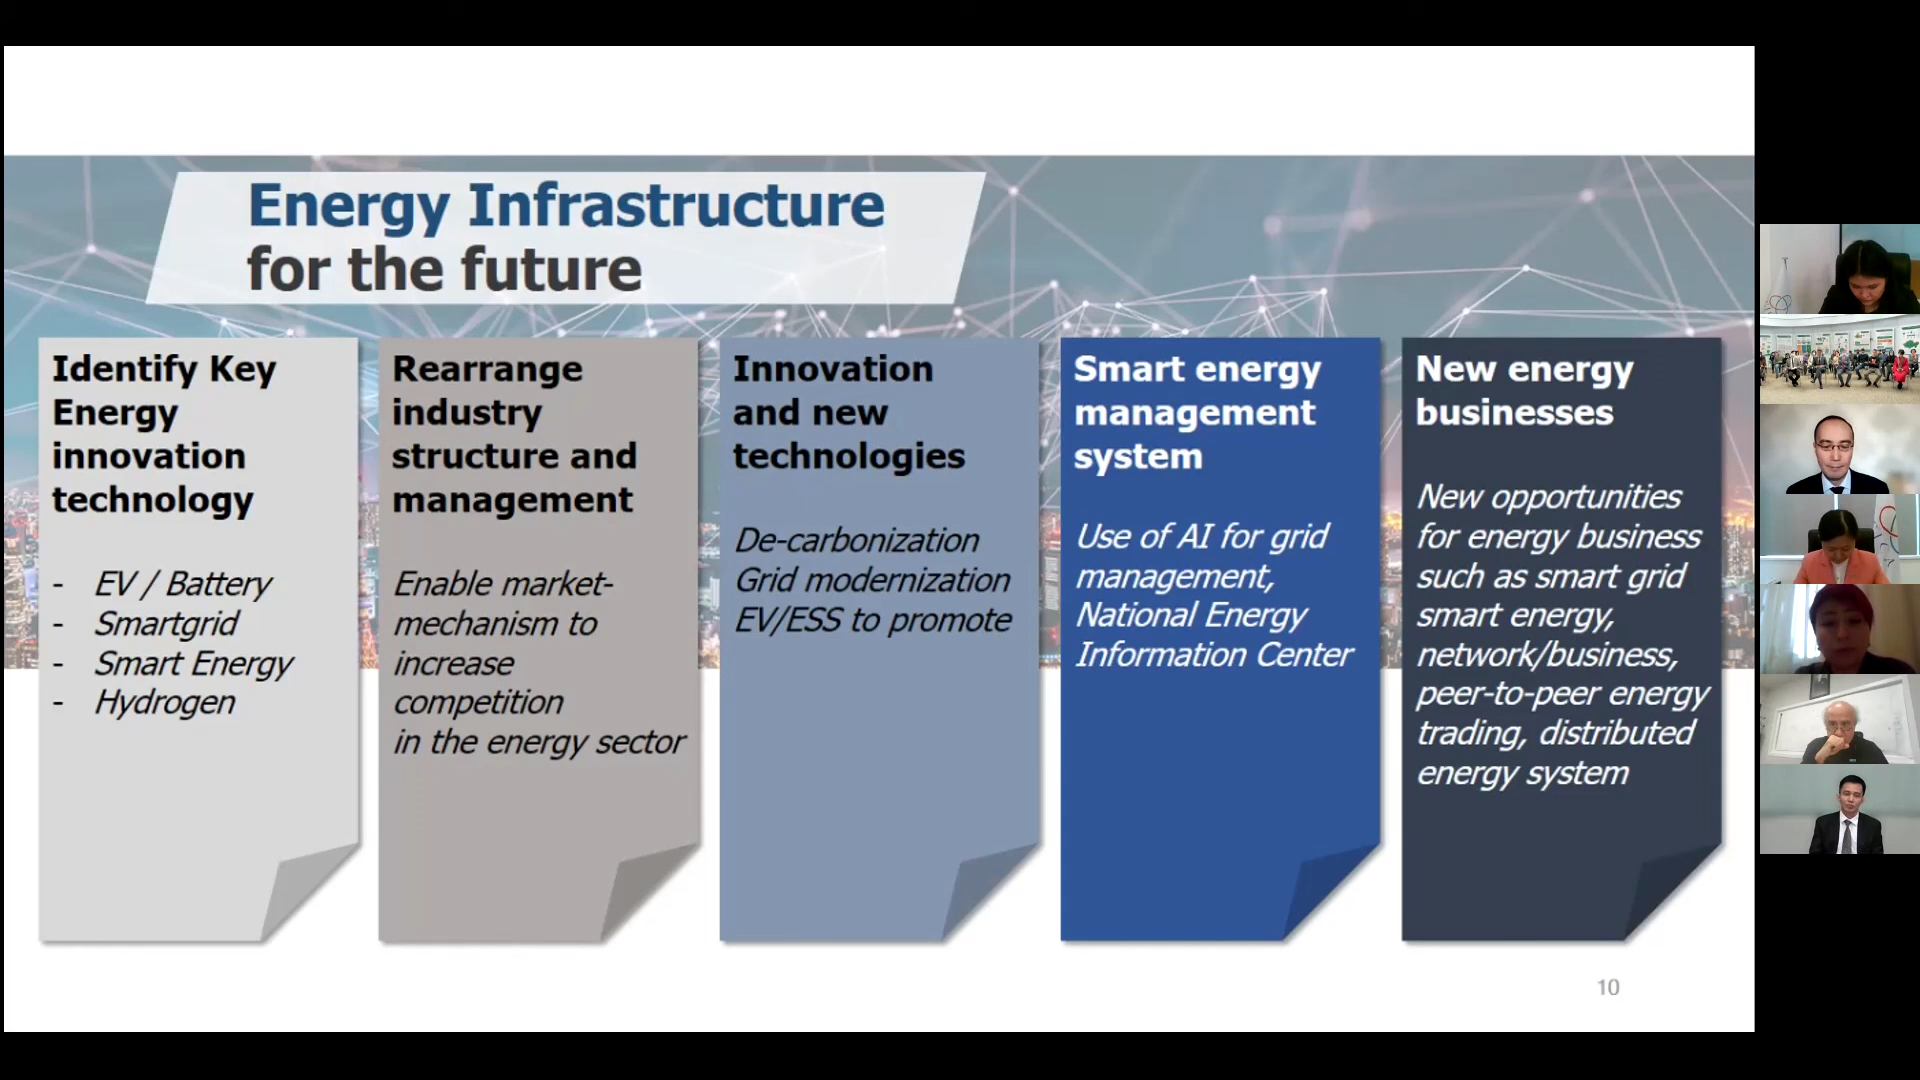 Energy Infrastructure
for the future
Identify Key
Energy
innovation
technology
- EV / Battery
- Smartgrid
- Smart Energy
- Hydrogen
Rearrange
industry
structure and
management
Enable market-
mechanism to
increase
competition
in the energy sector
Innovation
and new
technologies
De-carbonization
Grid modernization
EV/ESS to promote
Smart energy
management
system
Use of AI for grid
management,
National Energy
Information Center
New energy
businesses
New opportunities
for energy business
such as smart grid
smart energy,
network/business,
peer-to-peer energy
trading, distributed
energy system
10